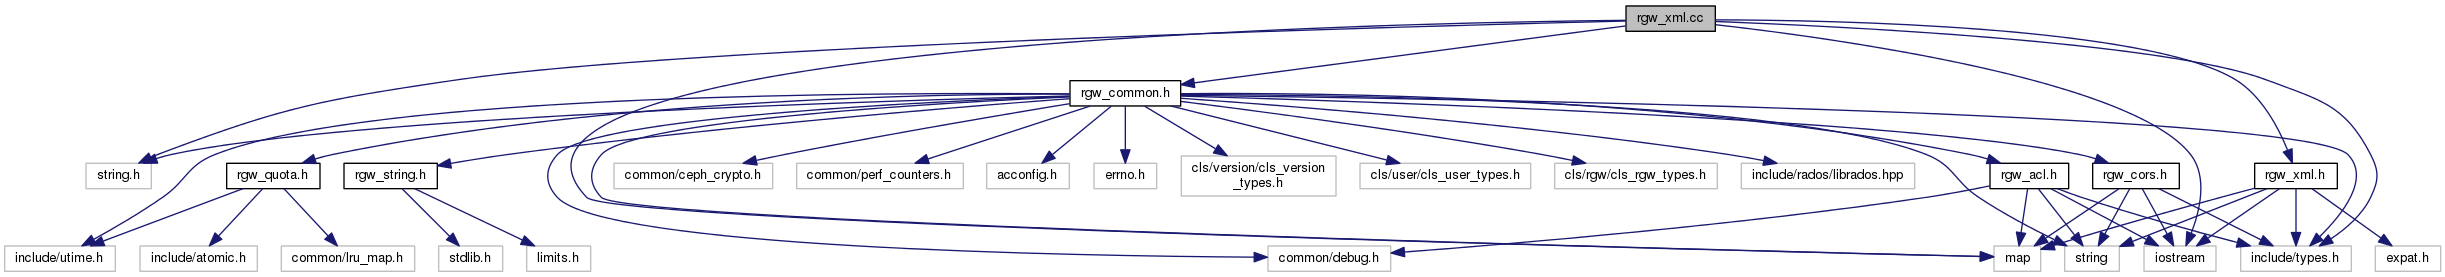 rgw_xml.cc
rgw_common.h
string.h
rgw_quota.h
rgw_string.h
common/ceph_crypto.h
common/perf_counters.h
acconfig.h
errno.h
cls/version/cls_version
_types.h
cls/user/cls_user_types.h
cls/rgw/cls_rgw_types.h
include/rados/librados.hpp
rgw_acl.h
rgw_cors.h
rgw_xml.h
include/utime.h
include/atomic.h
common/lru_map.h
stdlib.h
limits.h
common/debug.h
map
string
iostream
include/types.h
expat.h